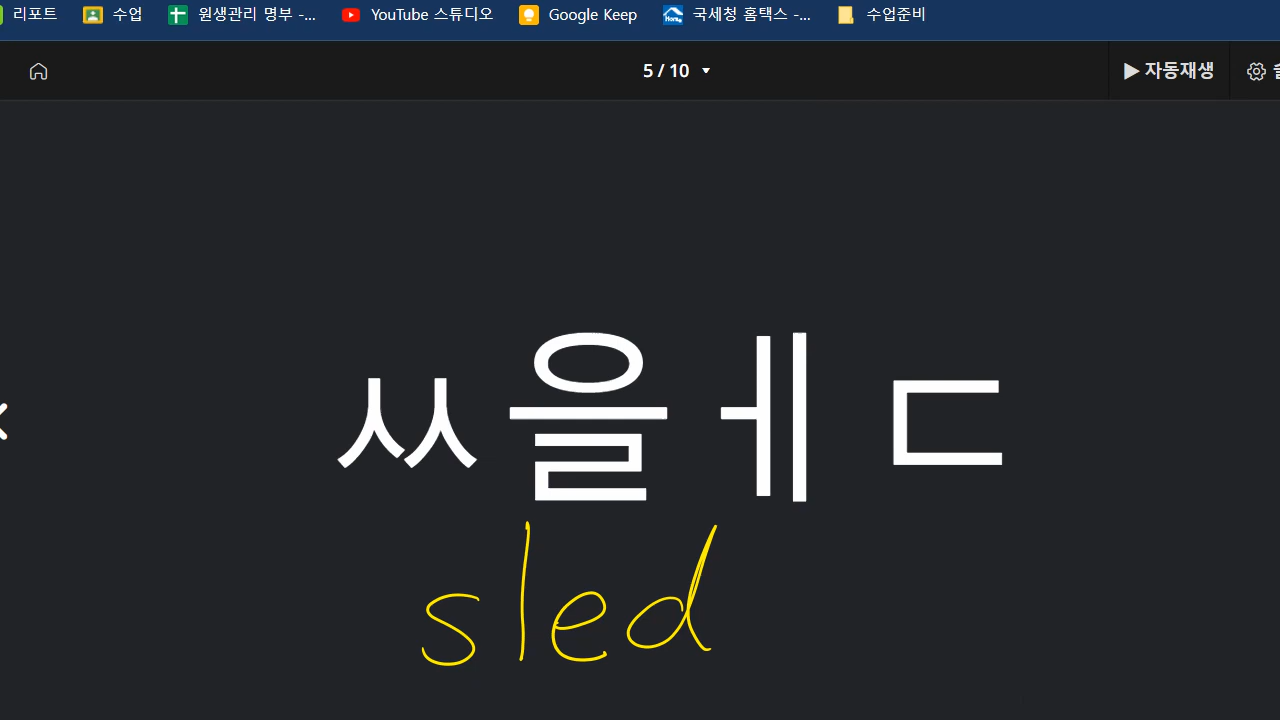 리포트 수업 원생관리 명부 -... YouTube 스튜디오 Google Keep 국세청 홈택스 -... 수업준비
5 / 10 자동재생
ㅆ 을 ㅔ ㄷ
sled